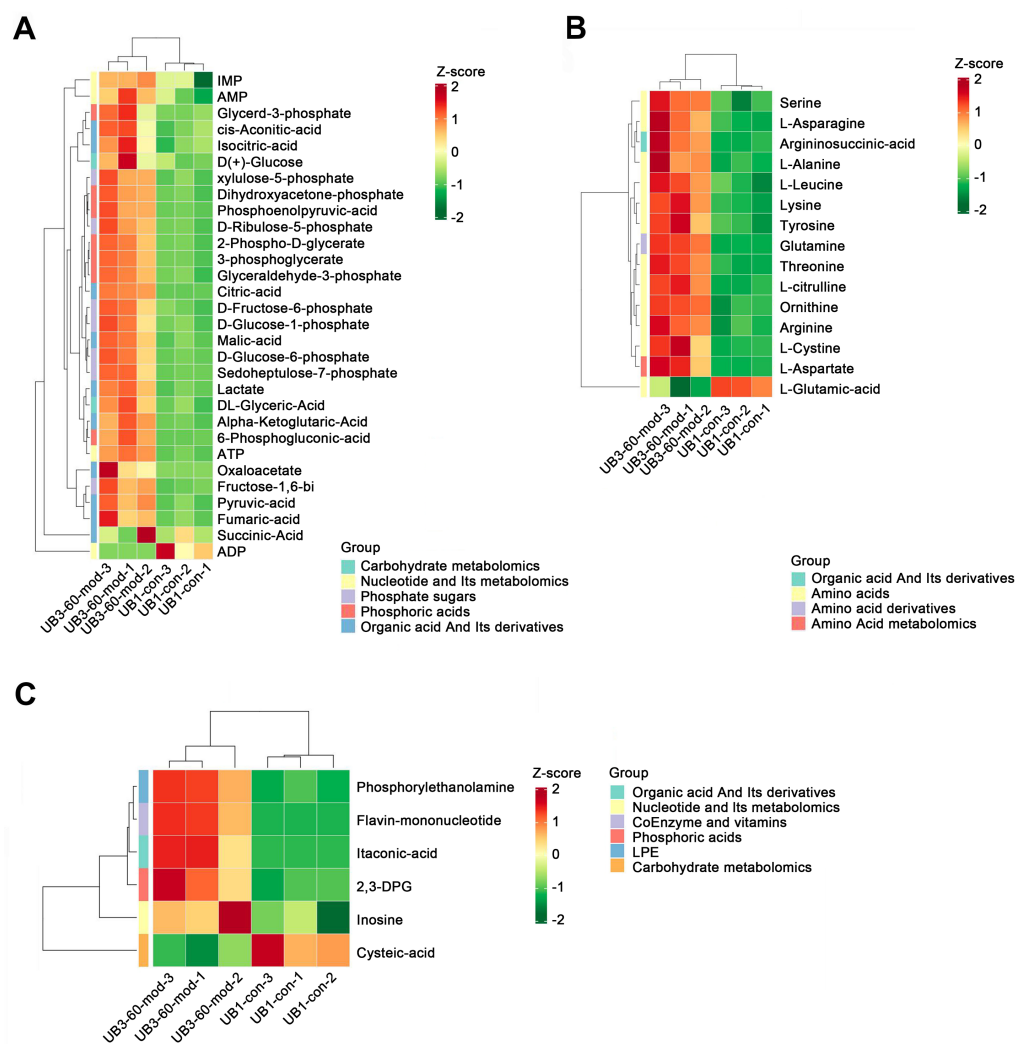 A
Z-score
2
1
0
-1
-2
IMP
AMP
Glycerd-3-phosphate
cis-Aconitic-acid
Isocitric-acid
D(+)-Glucose
xylulose-5-phosphate
Dihydroxyacetone-phosphate
Phosphoenolpyruvic-acid
D-Ribulose-5-phosphate
2-Phospho-D-glycerate
3-phosphoglycerate
Glyceraldehyde-3-phosphate
Citric-acid
D-Fructose-6-phosphate
D-Glucose-1-phosphate
Malic-acid
D-Glucose-6-phosphate
Sedoheptulose-7-phosphate
Lactate
DL-Glyceric-Acid
Alpha-Ketoglutaric-Acid
6-Phosphogluconic-acid
ATP
Oxaloacetate
Fructose-1,6-bi
Pyruvic-acid
Fumaric-acid
Succinic-Acid
ADP
UB3-60-mod-3
UB3-60-mod-1
UB3-60-mod-2
UB1-con-3
UB1-con-2
UB1-con-1
Group
Carbohydrate metabolomics
Nucleotide and Its metabolomics
Phosphate sugars
Phosphoric acids
Organic acid And Its derivatives
B
Z-score
2
1
0
-1
-2
Serine
L-Asparagine
Argininosuccinic-acid
L-Alanine
L-Leucine
Lysine
Tyrosine
Glutamine
Threonine
L-citrulline
Ornithine
Arginine
L-Cystine
L-Aspartate
L-Glutamic-acid
UB3-60-mod-3
UB3-60-mod-1
UB3-60-mod-2
UB1-con-3
UB1-con-2
UB1-con-1
Group
Organic acid And Its derivatives
Amino acids
Amino acid derivatives
Amino Acid metabolomics
C
Z-score
2
1
0
-1
-2
Phosphorylethanolamine
Flavin-mononucleotide
Itaconic-acid
2,3-DPG
Inosine
Cysteic-acid
UB3-60-mod-3
UB3-60-mod-1
UB3-60-mod-2
UB1-con-3
UB1-con-1
UB1-con-2
Group
Organic acid And Its derivatives
Nucleotide and Its metabolomics
CoEnzyme and vitamins
Phosphoric acids
LPE
Carbohydrate metabolomics